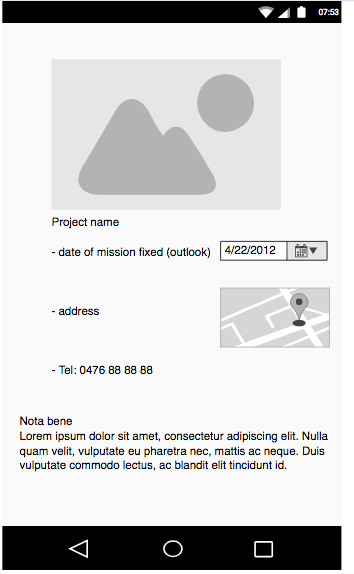 07:53
Project name
- date of mission fixed (outlook) 4/22/2012
- address
- Tel: 0476 88 88 88
Nota bene
Lorem ipsum dolor sit amet, consectetur adipiscing elit. Nulla
quam velit, vulputate eu pharetra nec, mattis ac neque. Duis
vulputate commodo lectus, ac blandit elit tincidunt id.